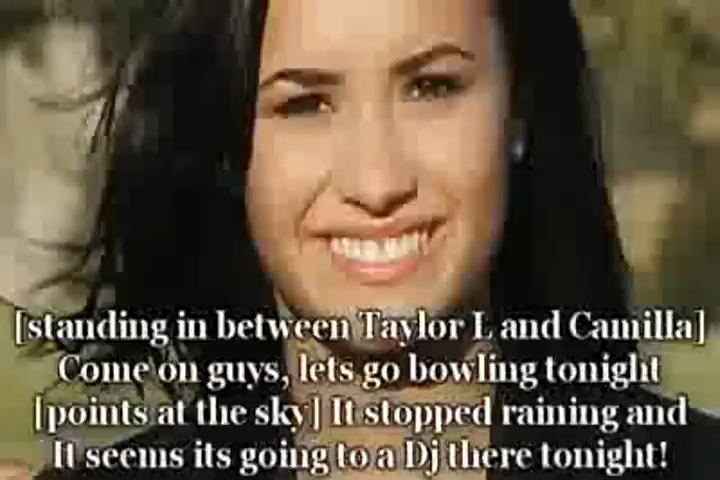 [standing in between Taylor L and Camilla]
Come on guys, lets go bowling tonight
[points at the sky] It stopped raining and
It seems its going to a Dj there tonight!